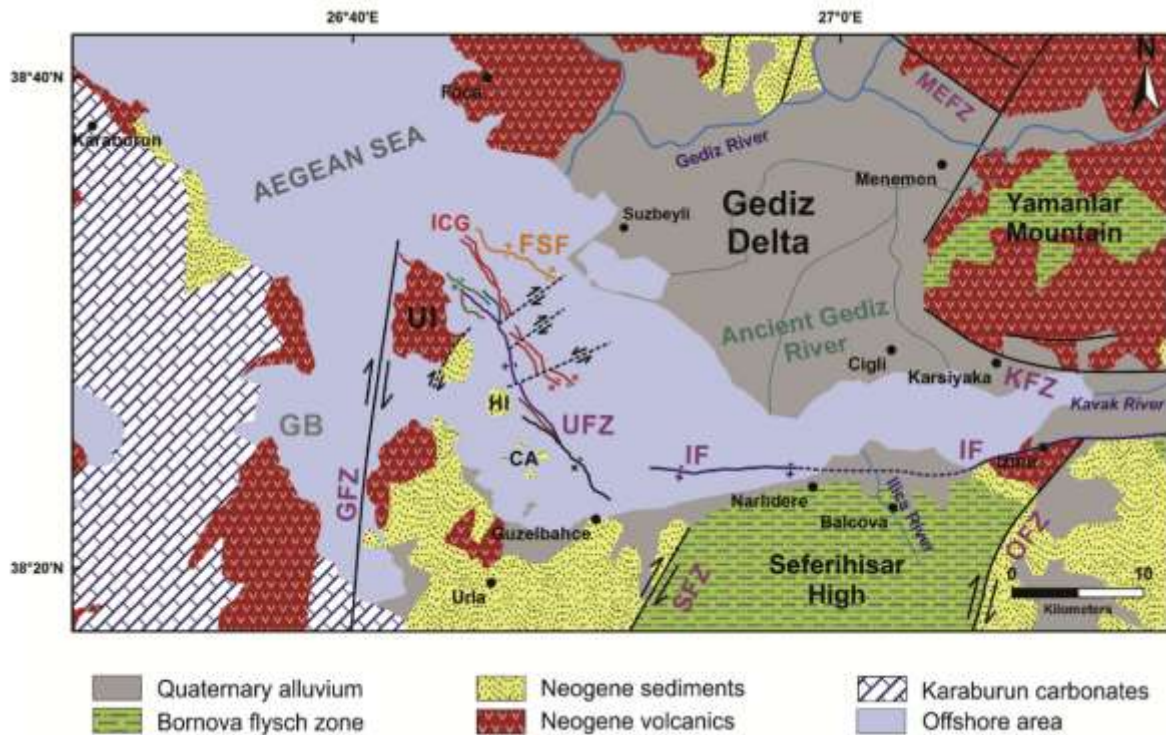 26°40'E
27°0'E
38°40'N
N
Foca
MEFZ
Karaburun
AEGEAN SEA
Gediz River
Menemen
Gediz
Delta
Yamanlar
Mountain
Suzbeyli
ICG
FSF
UI
Ancient Gediz
River
Cigli
Karsiyaka
KFZ
Kavak River
HI
GB
UFZ
CA
IF
IF
GFZ
Narlidere
Ilica River
Balcova
Guzelbahce
OFZ
38°20'N
Urla
SFZ
Seferihisar
High
0
10
Kilometers
Quaternary alluvium
Neogene sediments
Karaburun carbonates
Bornova flysch zone
Neogene volcanics
Offshore area